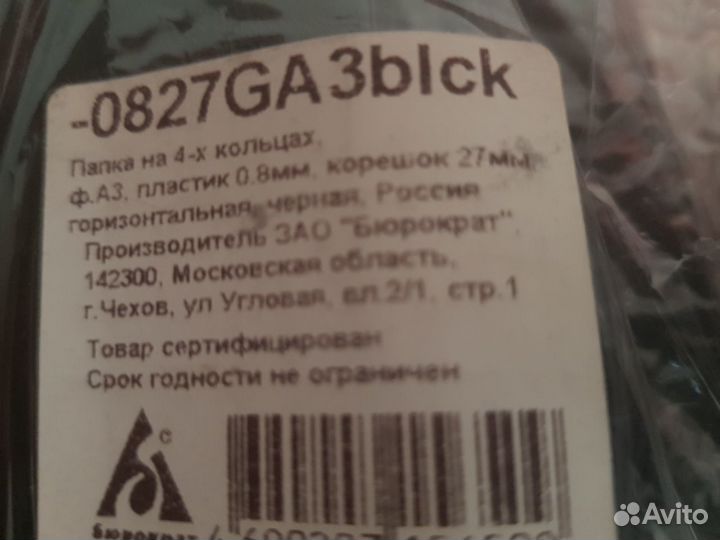 -0827GA3blck
Папка на 4-х кольцах,
ф.А3, пластик 0.8мм, корешок 27мм,
горизонтальная, черная, Россия
Производитель ЗАО "Бюрократ",
142300, Московская область,
г.Чехов, ул Угловая, вл.2/1, стр.1
Товар сертифицирован
Срок годности не ограничен
c
бюрократ
Avito